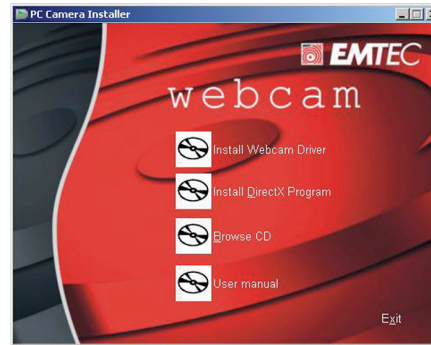 PC Camera Installer
EMTEC
webcam
Install Webcam Driver
Install DirectX Program
Browse CD
User manual
Exit